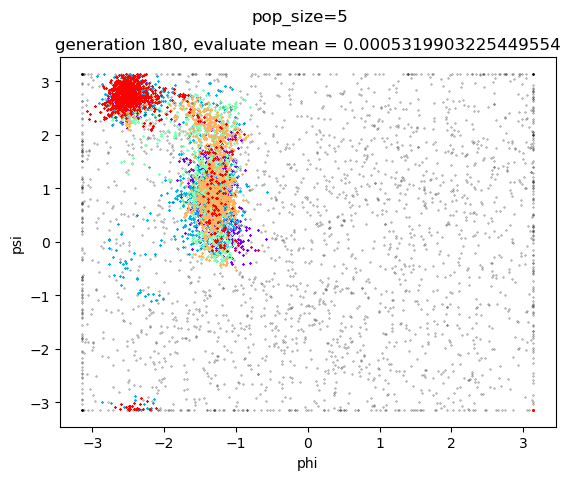 pop_size=5
generation 180, evaluate mean = 0.0005319903225449554
3
2
1
0
−1
−2
−3
psi
−3 −2 −1 0 1 2 3
phi